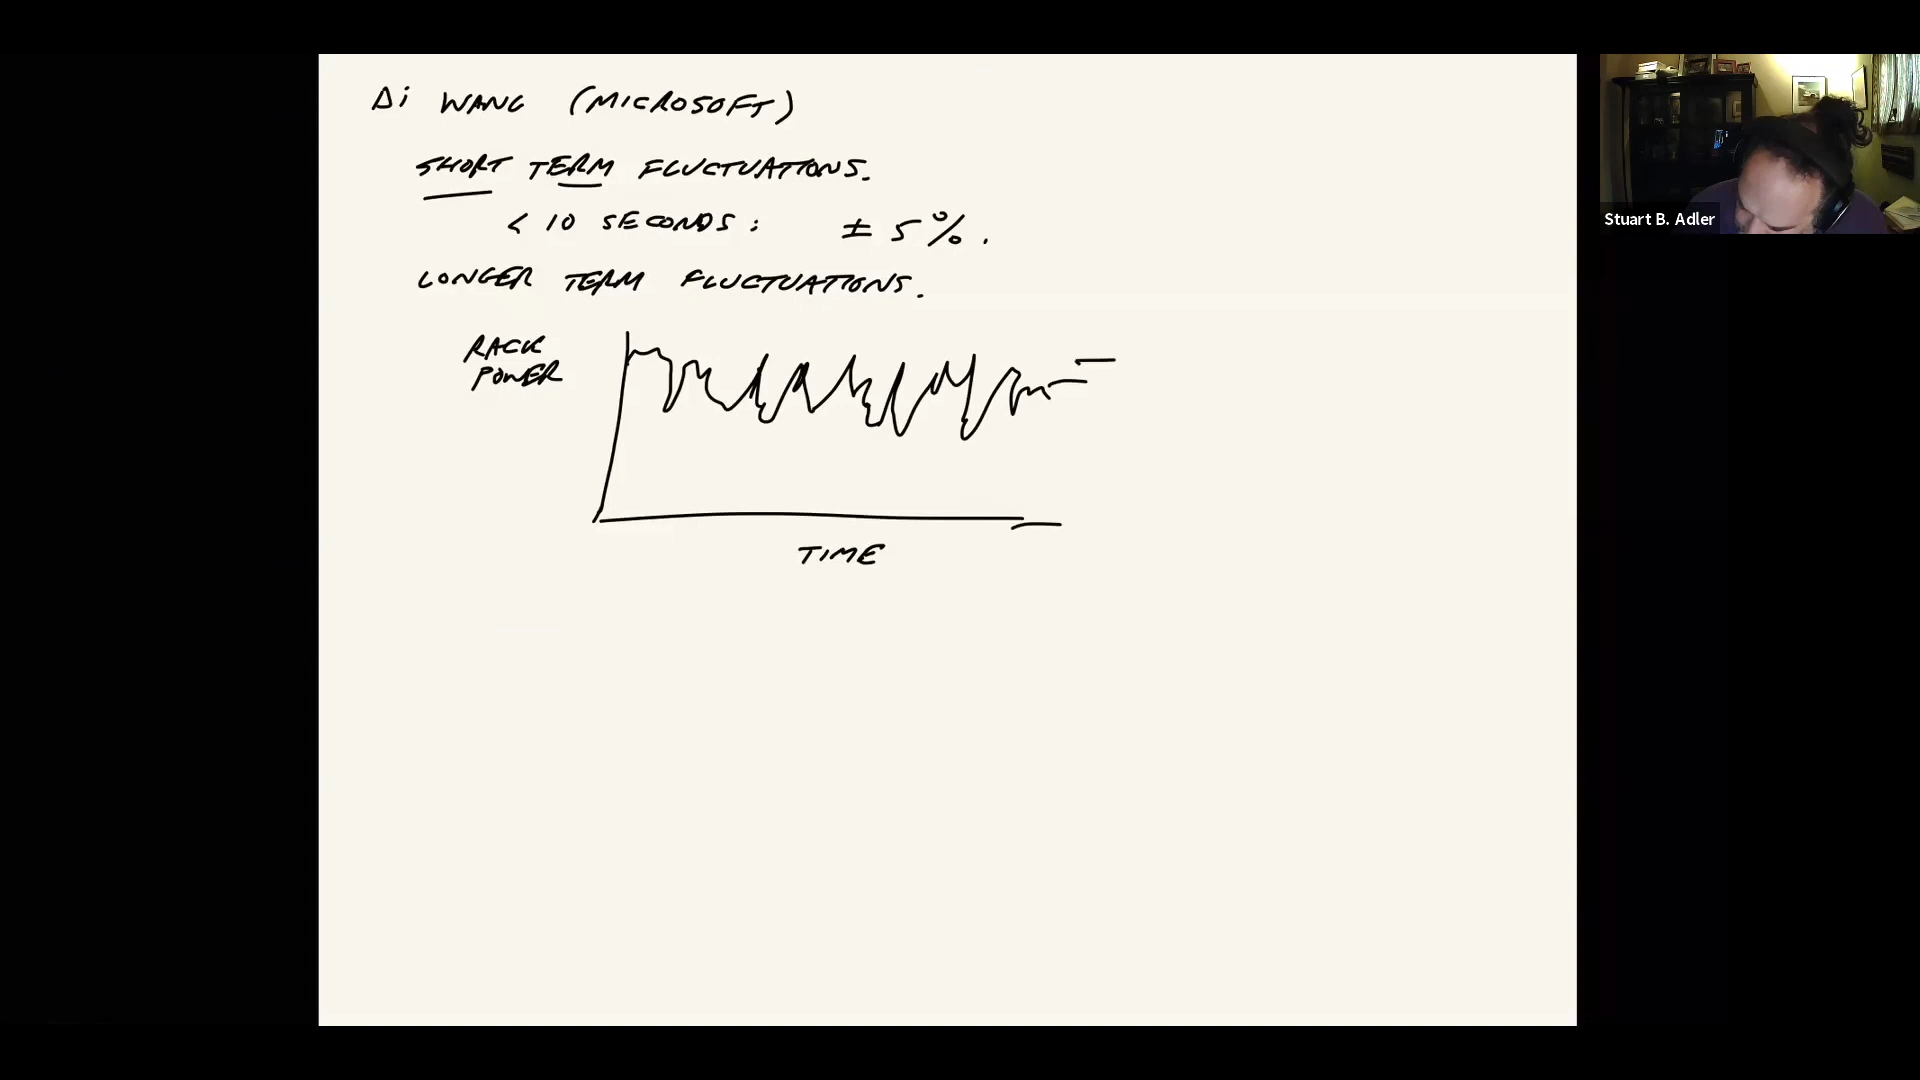 Di WANG (MICROSOFT)
SHORT TERM FLUCTUATIONS.
< 10 SECONDS: ± 5%.
LONGER TERM FLUCTUATIONS.
RACK
POWER
TIME
Stuart B. Adler